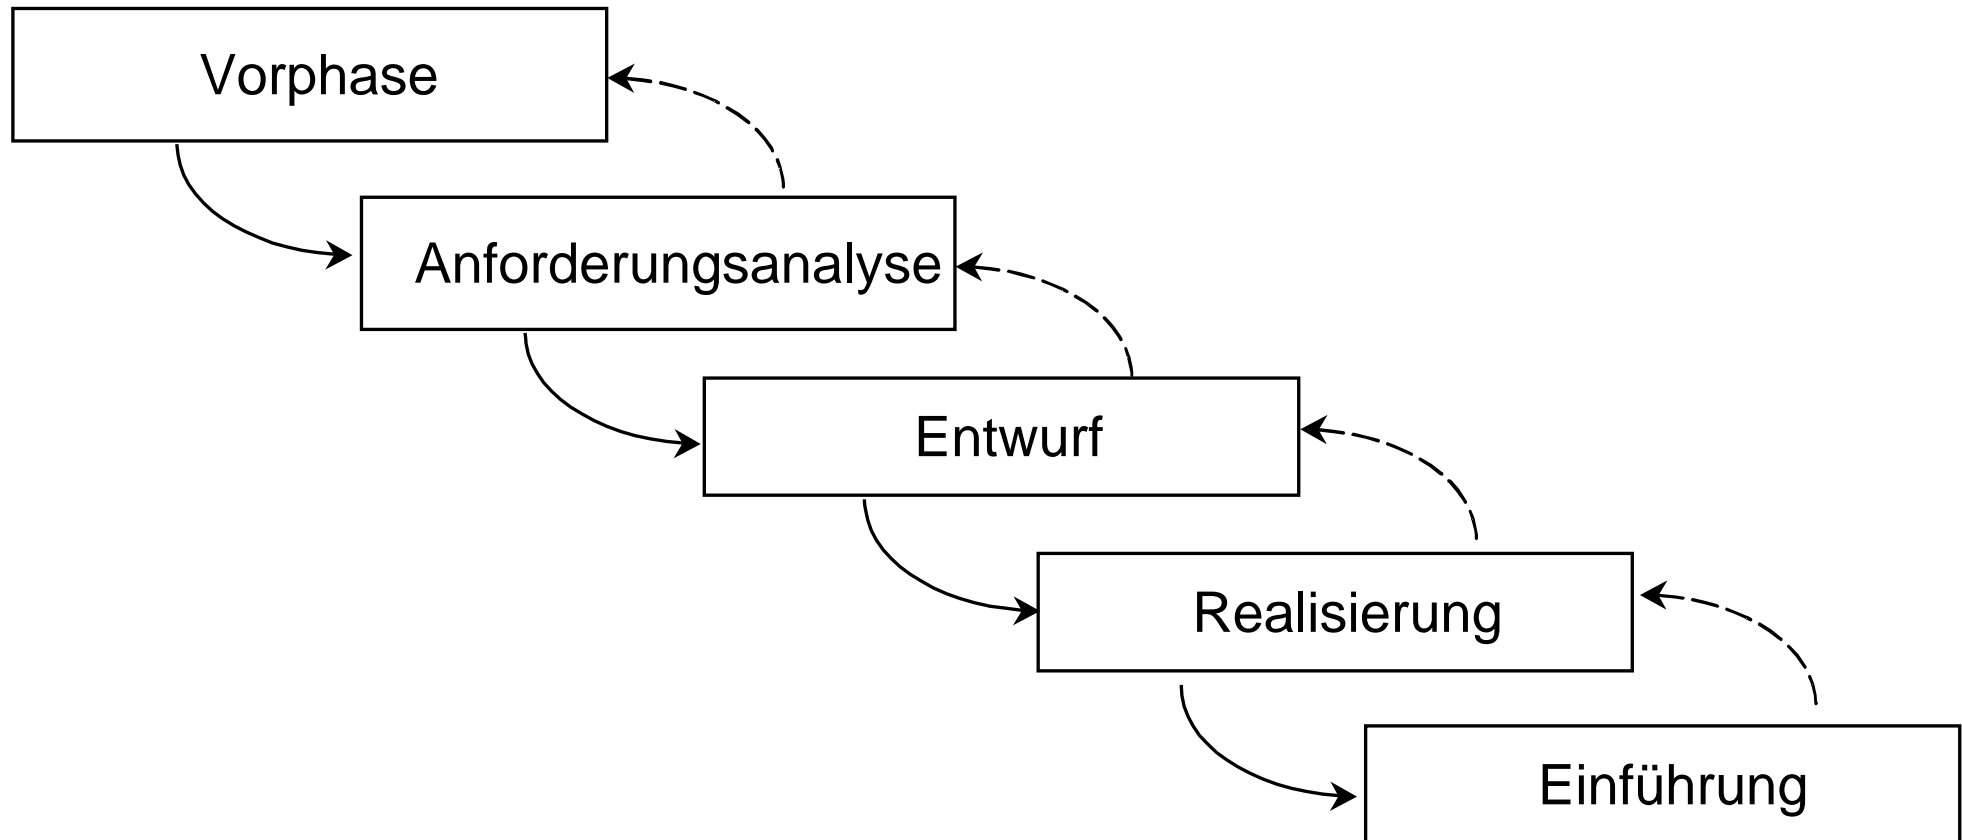 Vorphase
Anforderungsanalyse
Entwurf
Realisierung
Einführung